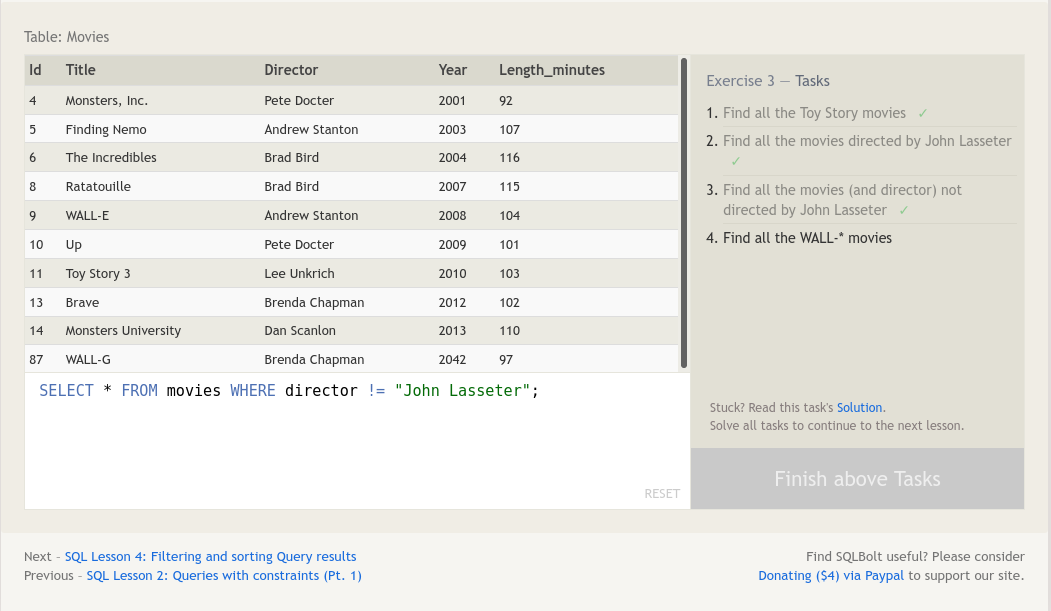 Table: Movies
Id Title Director Year Length_minutes
4 Monsters, Inc. Pete Docter 2001 92
5 Finding Nemo Andrew Stanton 2003 107
6 The Incredibles Brad Bird 2004 116
8 Ratatouille Brad Bird 2007 115
9 WALL-E Andrew Stanton 2008 104
10 Up Pete Docter 2009 101
11 Toy Story 3 Lee Unkrich 2010 103
13 Brave Brenda Chapman 2012 102
14 Monsters University Dan Scanlon 2013 110
87 WALL-G Brenda Chapman 2042 97
SELECT * FROM movies WHERE director != "John Lasseter";
RESET
Exercise 3 — Tasks
1. Find all the Toy Story movies ✓
2. Find all the movies directed by John Lasseter
✓
3. Find all the movies (and director) not
directed by John Lasseter ✓
4. Find all the WALL-* movies
Stuck? Read this task's Solution.
Solve all tasks to continue to the next lesson.
Finish above Tasks
Next - SQL Lesson 4: Filtering and sorting Query results
Previous - SQL Lesson 2: Queries with constraints (Pt. 1)
Find SQLBolt useful? Please consider
Donating ($4) via Paypal to support our site.